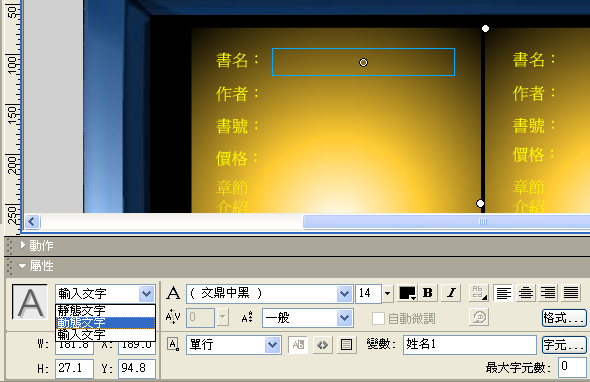 50
100
150
200
250
書名： 書名：
作者： 作者：
書號： 書號：
價格： 價格：
章節 章節
介紹 介紹
動作
屬性
A 輸入文字 A ( 文鼎中黑 ) 14 B I
靜態文字
動態文字
輸入文字
A V 0 A 一般 自動微調 格式...
W: 181.8 X: 189.0 單行 AB <> 變數: 姓名1 字元...
H: 27.1 Y: 94.8 最大字元數: 0